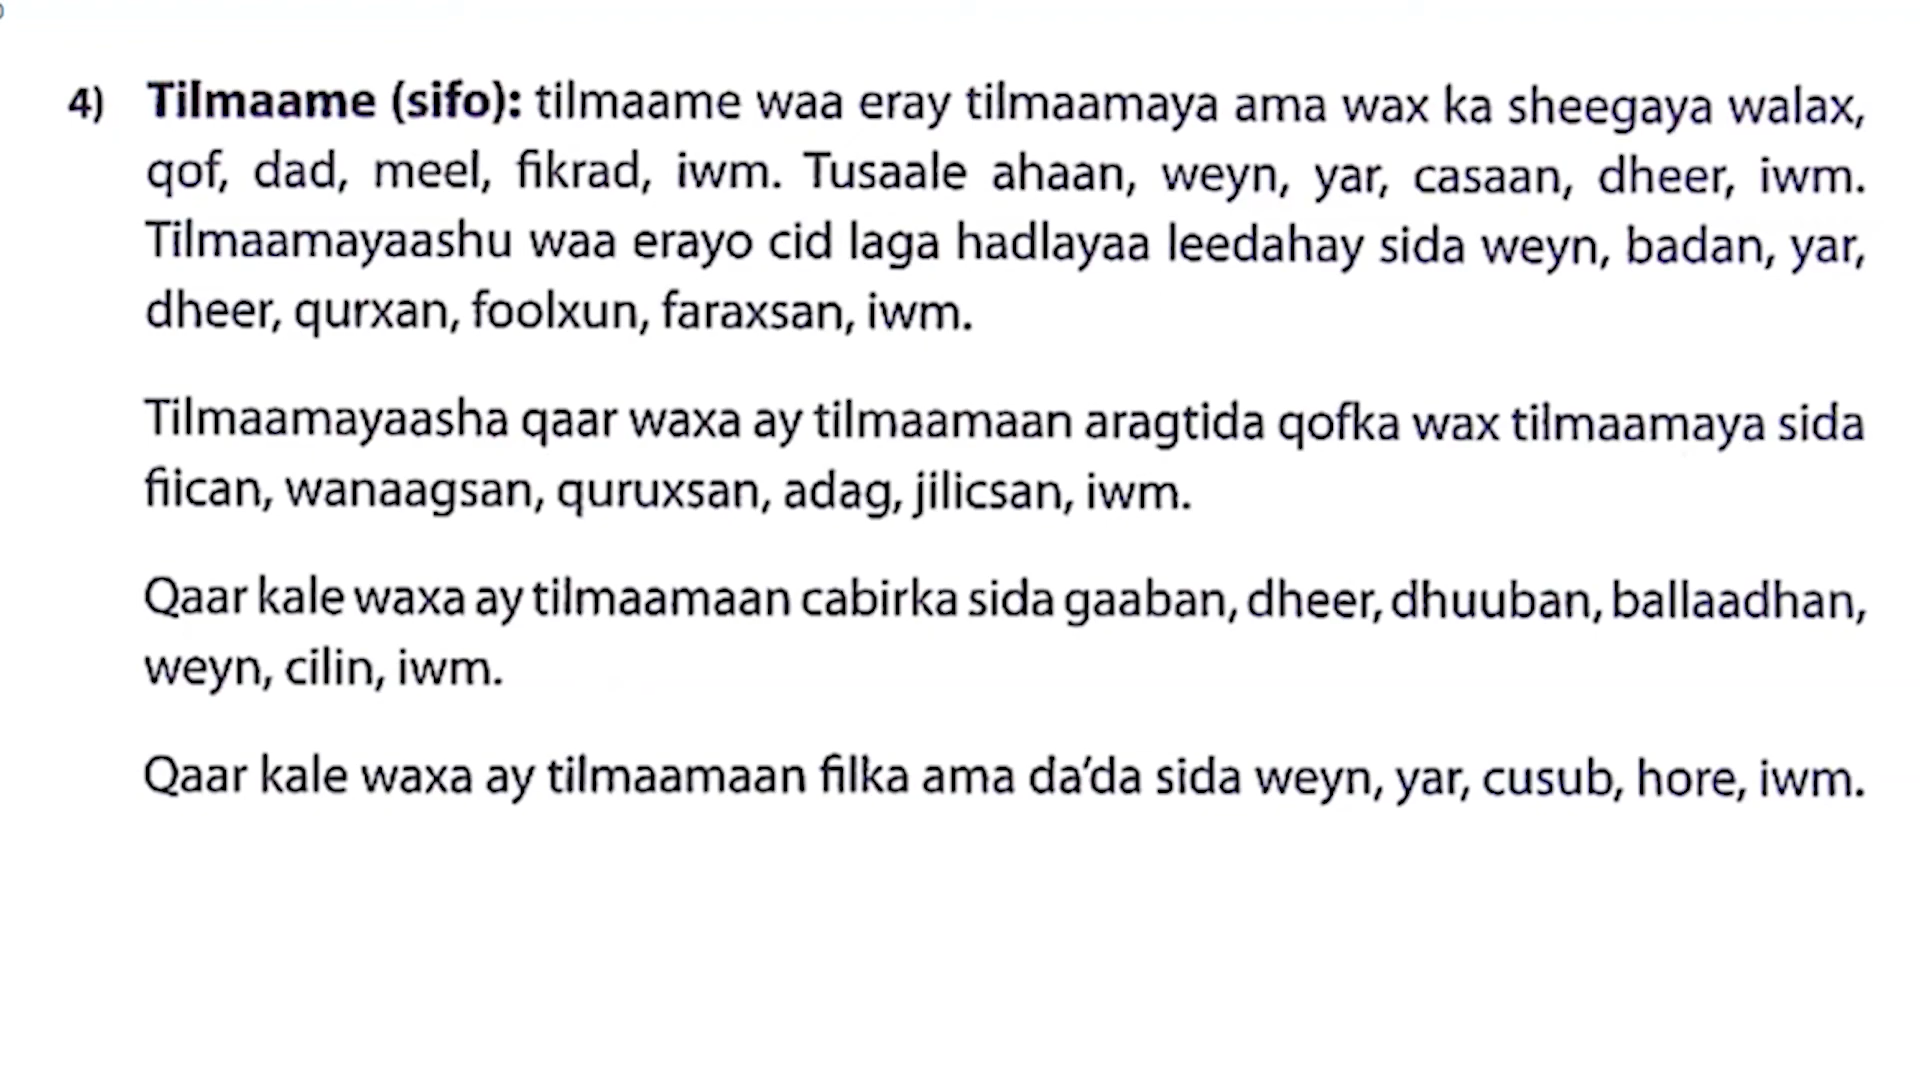 4) Tilmaame (sifo): tilmaame waa eray tilmaamaya ama wax ka sheegaya walax,
qof, dad, meel, fikrad, iwm. Tusaale ahaan, weyn, yar, casaan, dheer, iwm.
Tilmaamayaashu waa erayo cid laga hadlayaa leedahay sida weyn, badan, yar,
dheer, qurxan, foolxun, faraxsan, iwm.
Tilmaamayaasha qaar waxa ay tilmaamaan aragtida qofka wax tilmaamaya sida
fiican, wanaagsan, quruxsan, adag, jilicsan, iwm.
Qaar kale waxa ay tilmaamaan cabirka sida gaaban, dheer, dhuuban, ballaadhan,
weyn, cilin, iwm.
Qaar kale waxa ay tilmaamaan filka ama da’da sida weyn, yar, cusub, hore, iwm.